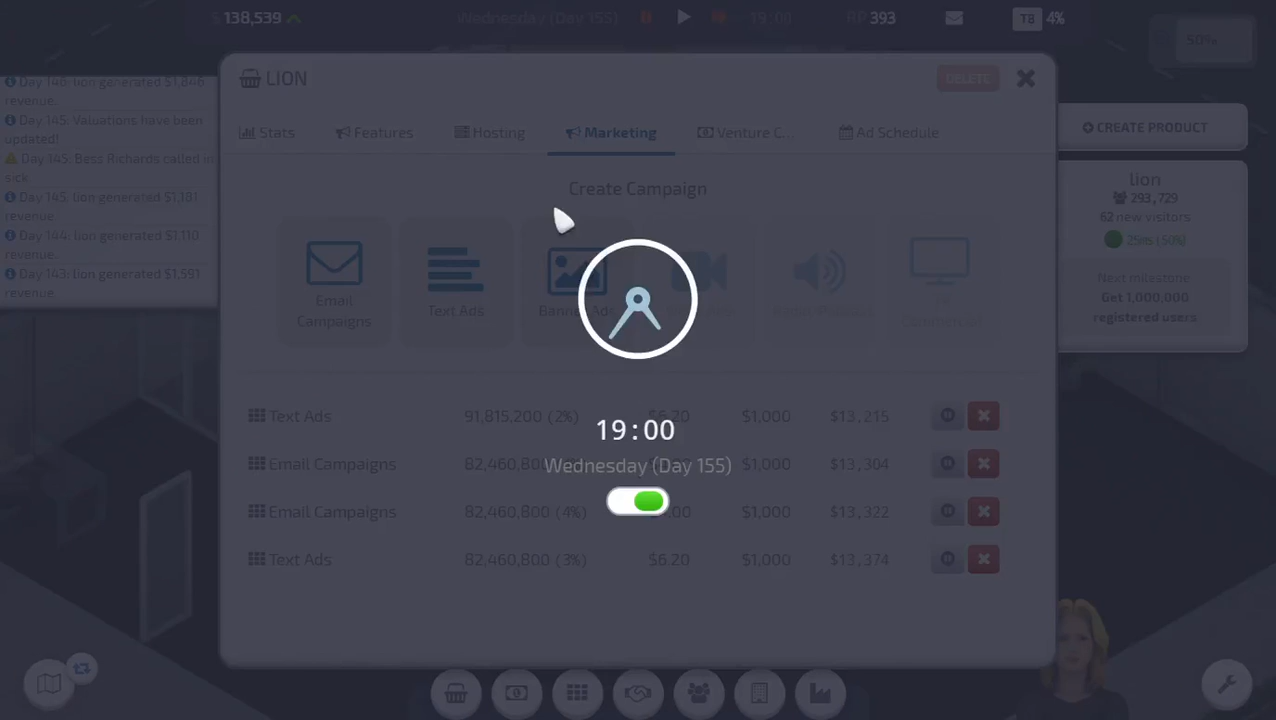 138,539
Wednesday (Day 155)
19:00
RP 393
T8 4%
50%
Day 146: lion generated $1,846
revenue.
Day 145: Valuations have been
updated!
Day 145: Bess Richards called in
sick
Day 145: lion generated $1,181
revenue.
Day 144: lion generated $1,110
revenue.
Day 143: lion generated $1,591
revenue.
LION
DELETE
Stats
Features
Hosting
Marketing
Venture C...
Ad Schedule
Create Campaign
Email
Campaigns
Text Ads
Text Ads 91,815,200 (2%) $6.20 $1,000 $13,215
Email Campaigns 82,460,800 $1,000 $13,304
Email Campaigns 82,460,800 (4%) $1,000 $13,322
Text Ads 82,460,800 (3%) $6.20 $1,000 $13,374
19:00
Wednesday (Day 155)
CREATE PRODUCT
lion
293,729
62 new visitors
25ms (50%)
Next milestone
Get 1,000,000
registered users